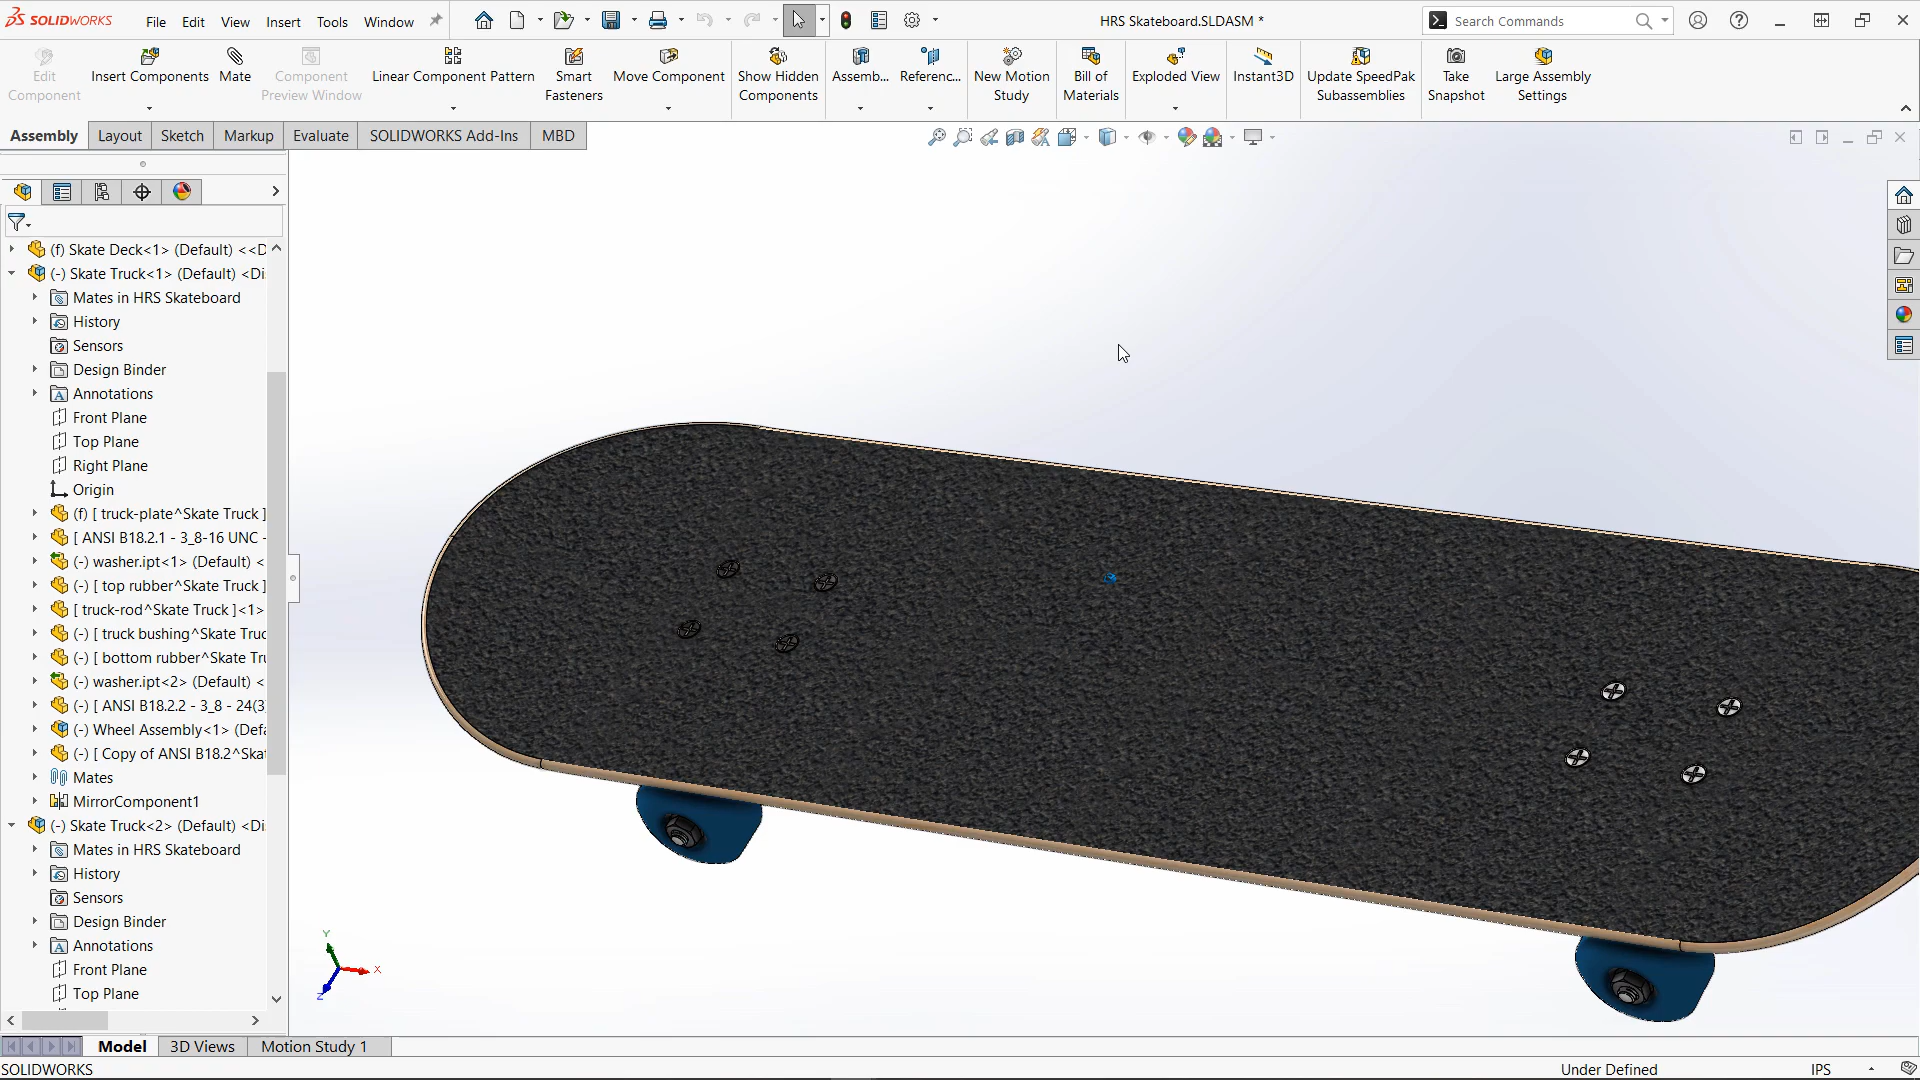 SOLIDWORKS File Edit View Insert Tools Window HRS Skateboard.SLDASM * Search Commands
Edit Component
Insert Components
Mate
Component Preview Window
Linear Component Pattern
Smart Fasteners
Move Component
Show Hidden Components
Assemb...
Referenc...
New Motion Study
Bill of Materials
Exploded View
Instant3D
Update SpeedPak Subassemblies
Take Snapshot
Large Assembly Settings
Assembly Layout Sketch Markup Evaluate SOLIDWORKS Add-Ins MBD
(f) Skate Deck<1> (Default) <<D
(-) Skate Truck<1> (Default) <Di
Mates in HRS Skateboard
History
Sensors
Design Binder
Annotations
Front Plane
Top Plane
Right Plane
Origin
(f) [ truck-plate^Skate Truck ]
[ ANSI B18.2.1 - 3_8-16 UNC -
(-) washer.ipt<1> (Default) <
(-) [ top rubber^Skate Truck ]
[ truck-rod^Skate Truck ]<1>
(-) [ truck bushing^Skate Truc
(-) [ bottom rubber^Skate Tru
(-) washer.ipt<2> (Default) <
(-) [ ANSI B18.2.2 - 3_8 - 24(3
(-) Wheel Assembly<1> (Defa
(-) [ Copy of ANSI B18.2^Skat
Mates
MirrorComponent1
(-) Skate Truck<2> (Default) <Di
Mates in HRS Skateboard
History
Sensors
Design Binder
Annotations
Front Plane
Top Plane
Y
X
Z
Model 3D Views Motion Study 1
SOLIDWORKS Under Defined IPS